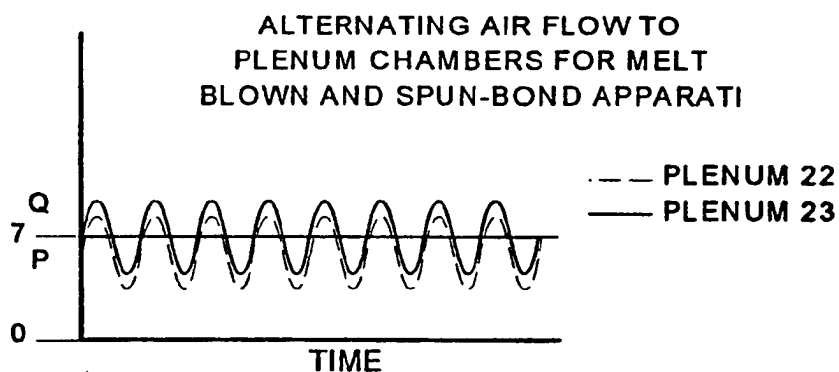 ALTERNATING AIR FLOW TO
PLENUM CHAMBERS FOR MELT
BLOWN AND SPUN-BOND APPARATI
PLENUM 22
PLENUM 23
Q
7
P
0
TIME